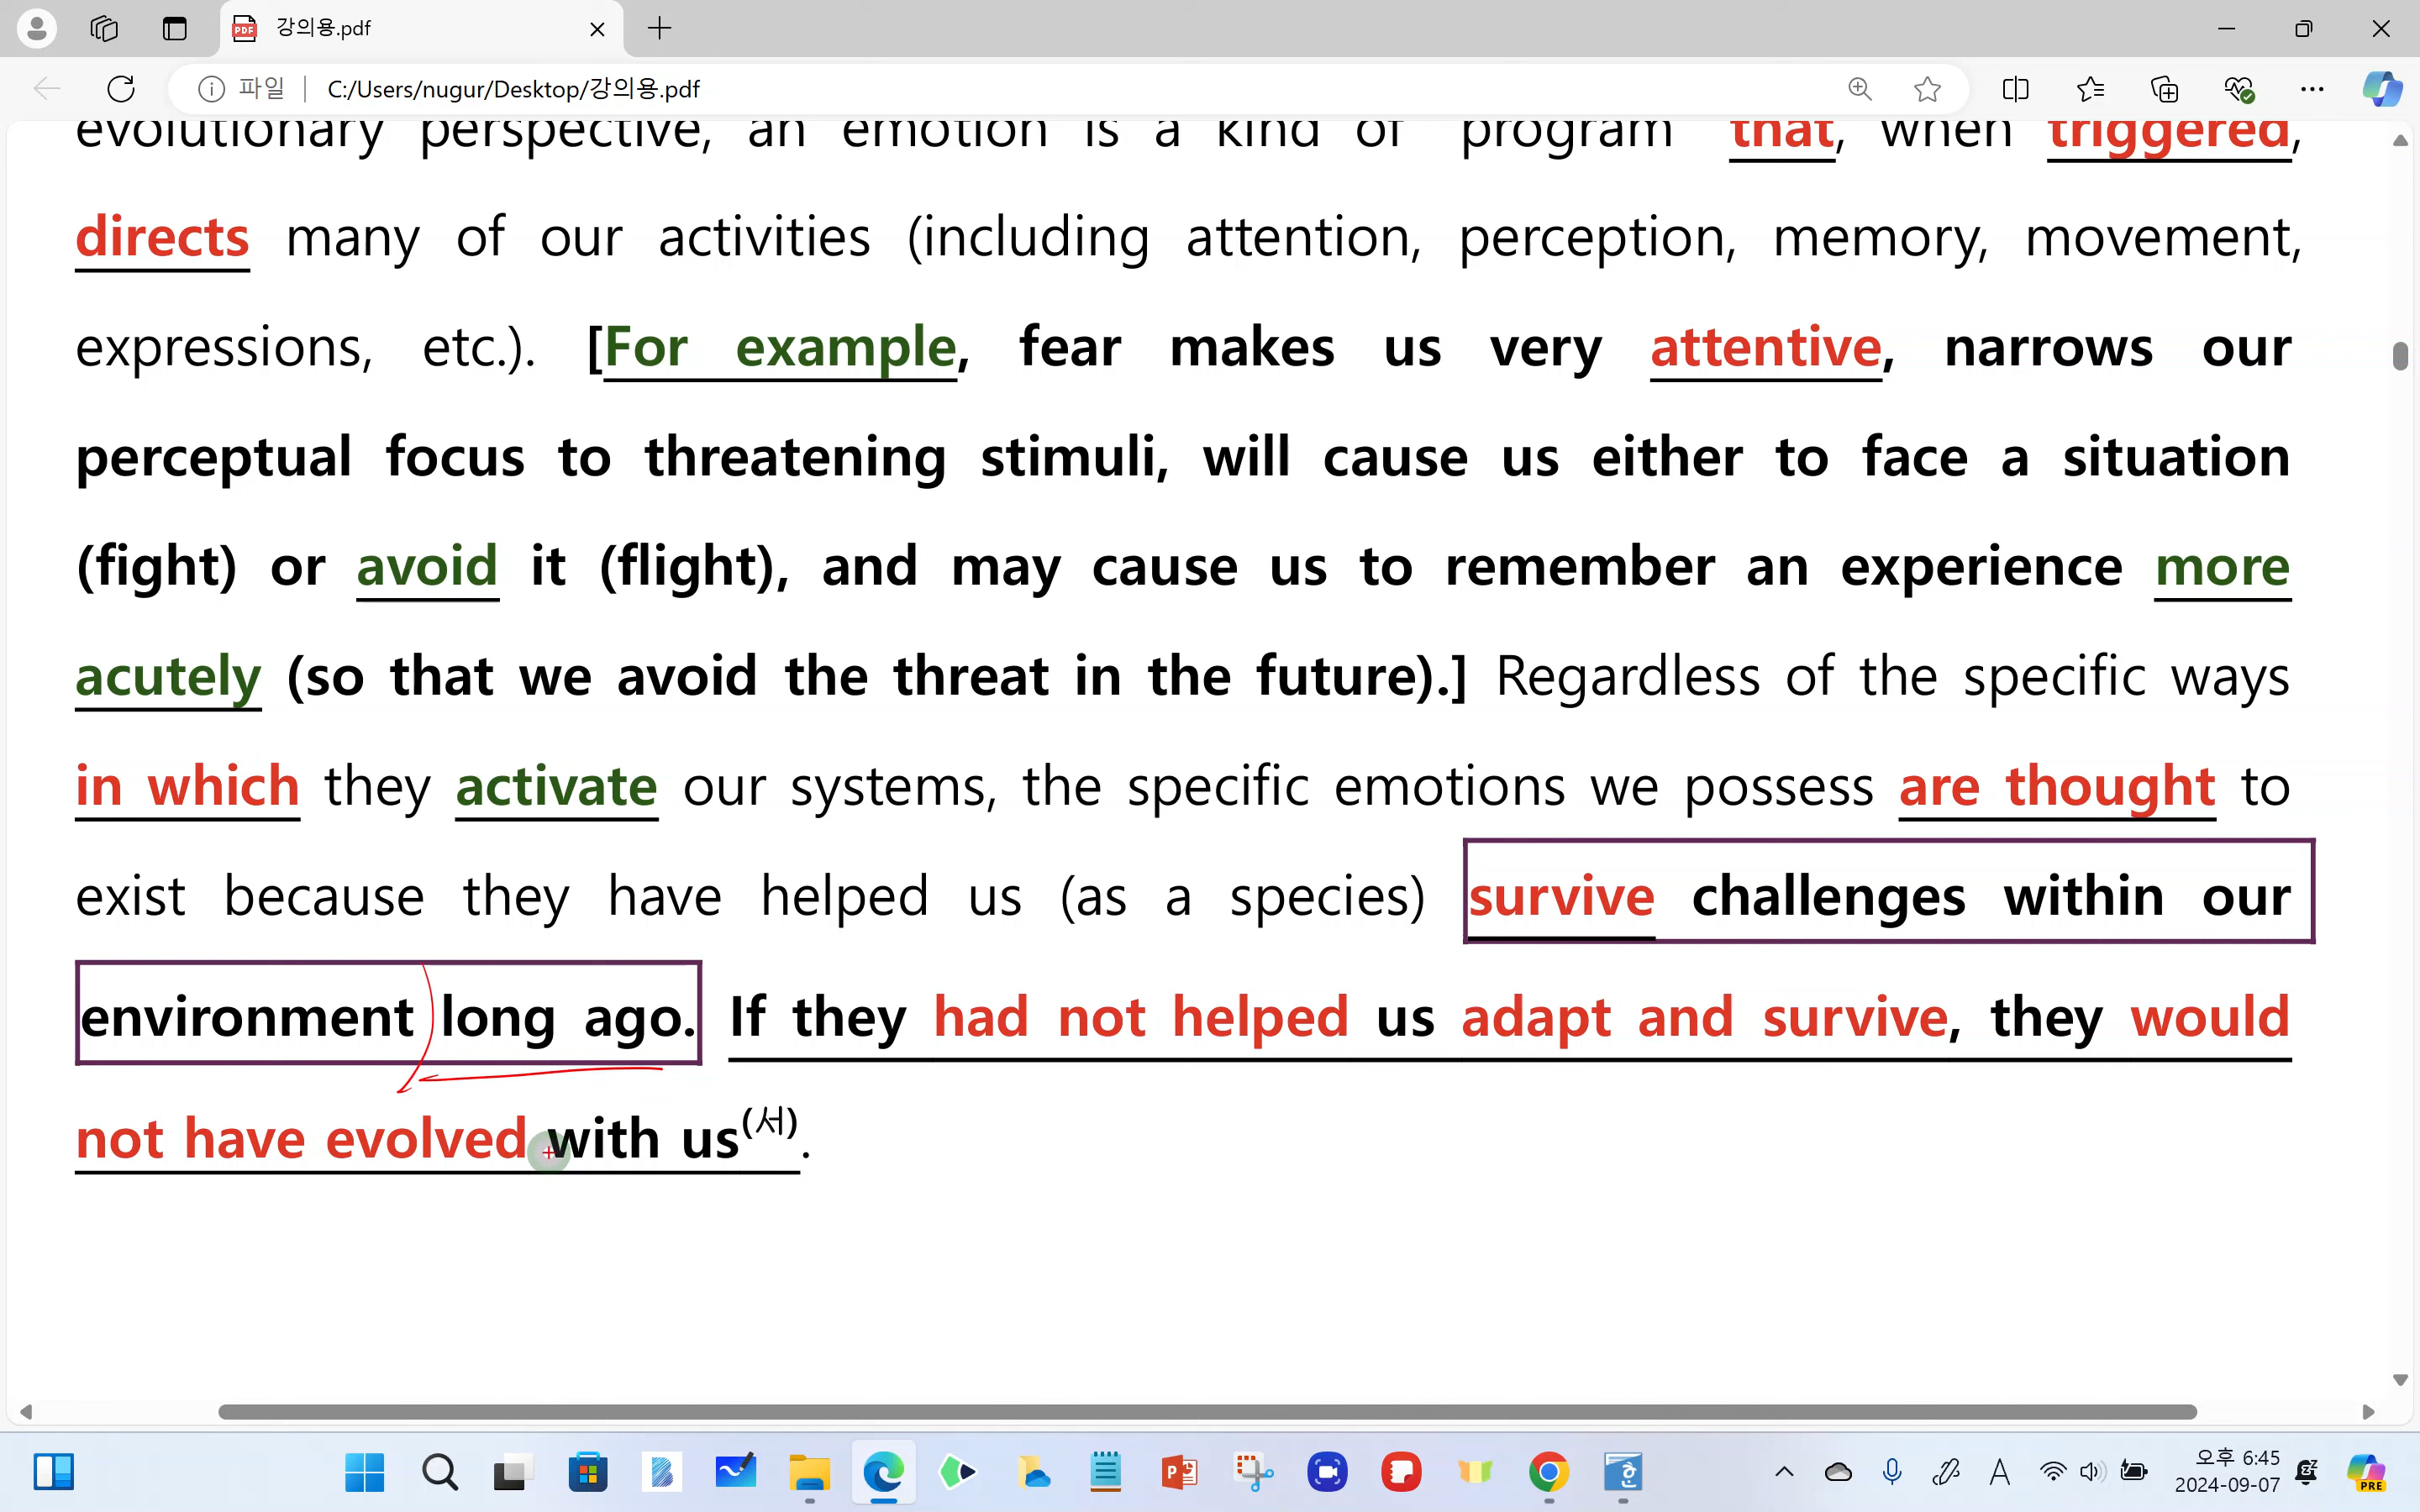 강의용.pdf
파일 C:/Users/nugur/Desktop/강의용.pdf
evolutionary perspective, an emotion is a kind of program that, when triggered,
directs many of our activities (including attention, perception, memory, movement,
expressions, etc.). [For example, fear makes us very attentive, narrows our
perceptual focus to threatening stimuli, will cause us either to face a situation
(fight) or avoid it (flight), and may cause us to remember an experience more
acutely (so that we avoid the threat in the future).] Regardless of the specific ways
in which they activate our systems, the specific emotions we possess are thought to
exist because they have helped us (as a species) survive challenges within our
environment long ago. If they had not helped us adapt and survive, they would
not have evolved with us(서).
오후 6:45
2024-09-07